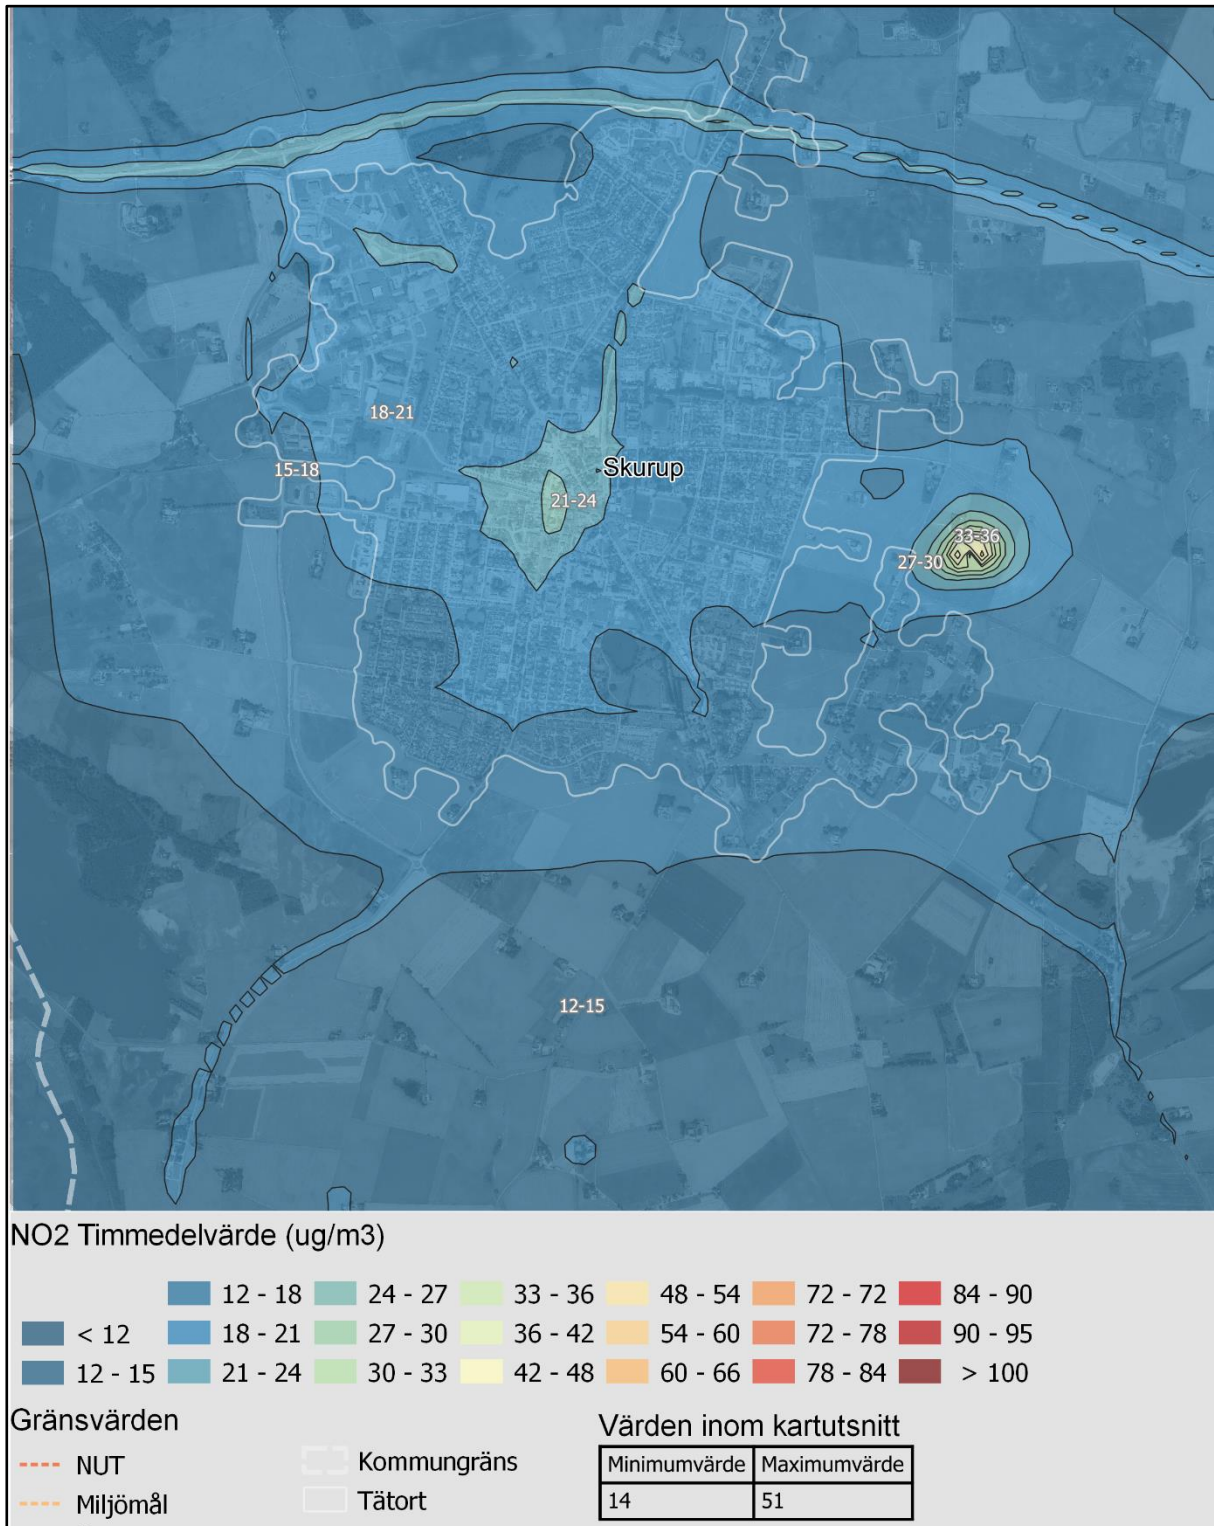 18-21
15-18
Skurup
21-24
33-36
27-30
12-15
NO2 Timmedelvärde (ug/m3)
12 - 18 24 - 27 33 - 36 48 - 54 72 - 72 84 - 90
< 12 18 - 21 27 - 30 36 - 42 54 - 60 72 - 78 90 - 95
12 - 15 21 - 24 30 - 33 42 - 48 60 - 66 78 - 84 > 100
Gränsvärden
NUT
Miljömål
Kommungräns
Tätort
Värden inom kartutsnitt
Minimumvärde Maximumvärde
14 51